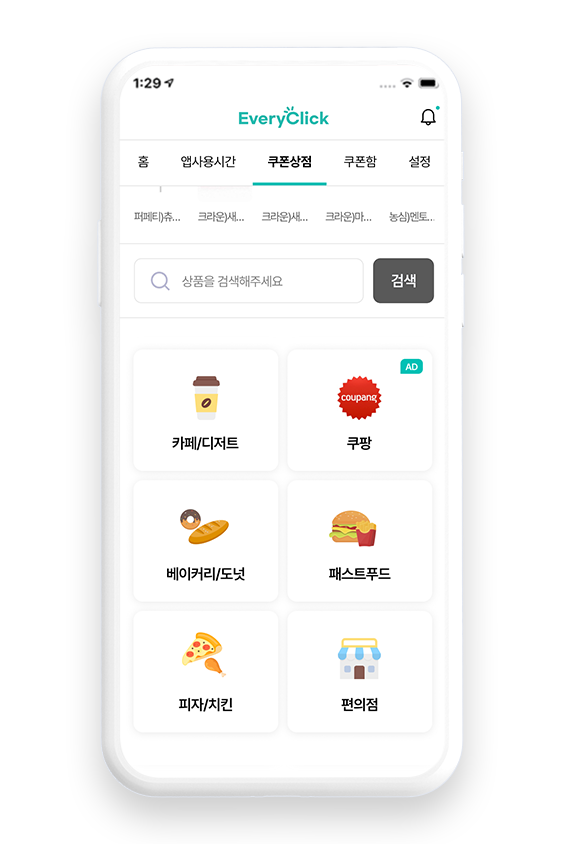 1:29
EveryClick
홈 앱사용시간 쿠폰상점 쿠폰함 설정
퍼페티)츄... 크라운)새... 크라운)새... 크라운)마... 농심)멘토...
상품을 검색해주세요 검색
AD
coupang
카페/디저트 쿠팡
베이커리/도넛 패스트푸드
피자/치킨 편의점